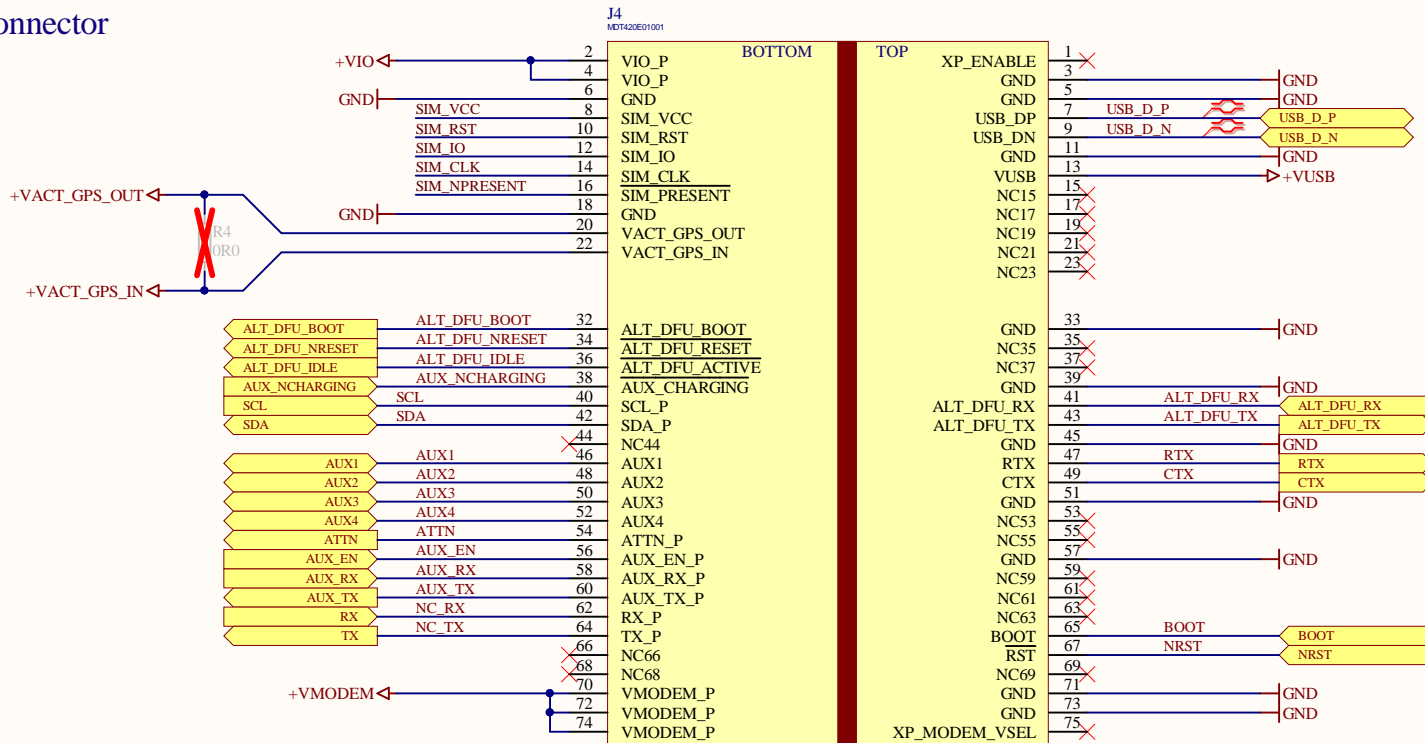 onnector
J4
MDT420E01001
BOTTOM TOP
+VIO 2 VIO_P XP_ENABLE 1
4 VIO_P GND 3 GND
GND 6 GND GND 5 GND
SIM_VCC 8 SIM_VCC USB_DP 7 USB_D_P USB_D_P
SIM_RST 10 SIM_RST USB_DN 9 USB_D_N USB_D_N
SIM_IO 12 SIM_IO GND 11 GND
SIM_CLK 14 SIM_CLK VUSB 13 +VUSB
SIM_NPRESENT 16 SIM_PRESENT NC15 15
GND 18 GND NC17 17
+VACT_GPS_OUT 20 VACT_GPS_OUT NC19 19
R4
0R0
22 VACT_GPS_IN NC21 21
NC23 23
+VACT_GPS_IN
ALT_DFU_BOOT ALT_DFU_BOOT 32 ALT_DFU_BOOT GND 33 GND
ALT_DFU_NRESET ALT_DFU_NRESET 34 ALT_DFU_RESET NC35 35
ALT_DFU_IDLE ALT_DFU_IDLE 36 ALT_DFU_ACTIVE NC37 37
AUX_NCHARGING AUX_NCHARGING 38 AUX_CHARGING GND 39 GND
SCL SCL 40 SCL_P ALT_DFU_RX 41 ALT_DFU_RX ALT_DFU_RX
SDA SDA 42 SDA_P ALT_DFU_TX 43 ALT_DFU_TX ALT_DFU_TX
44 NC44 GND 45 GND
AUX1 AUX1 46 AUX1 RTX 47 RTX RTX
AUX2 AUX2 48 AUX2 CTX 49 CTX CTX
AUX3 AUX3 50 AUX3 GND 51 GND
AUX4 AUX4 52 AUX4 NC53 53
ATTN ATTN 54 ATTN_P NC55 55
AUX_EN AUX_EN 56 AUX_EN_P GND 57 GND
AUX_RX AUX_RX 58 AUX_RX_P NC59 59
AUX_TX AUX_TX 60 AUX_TX_P NC61 61
RX NC_RX 62 RX_P NC63 63
TX NC_TX 64 TX_P BOOT 65 BOOT BOOT
66 NC66 RST 67 NRST NRST
68 NC68 NC69 69
+VMODEM 70 VMODEM_P GND 71 GND
72 VMODEM_P GND 73 GND
74 VMODEM_P XP_MODEM_VSEL 75